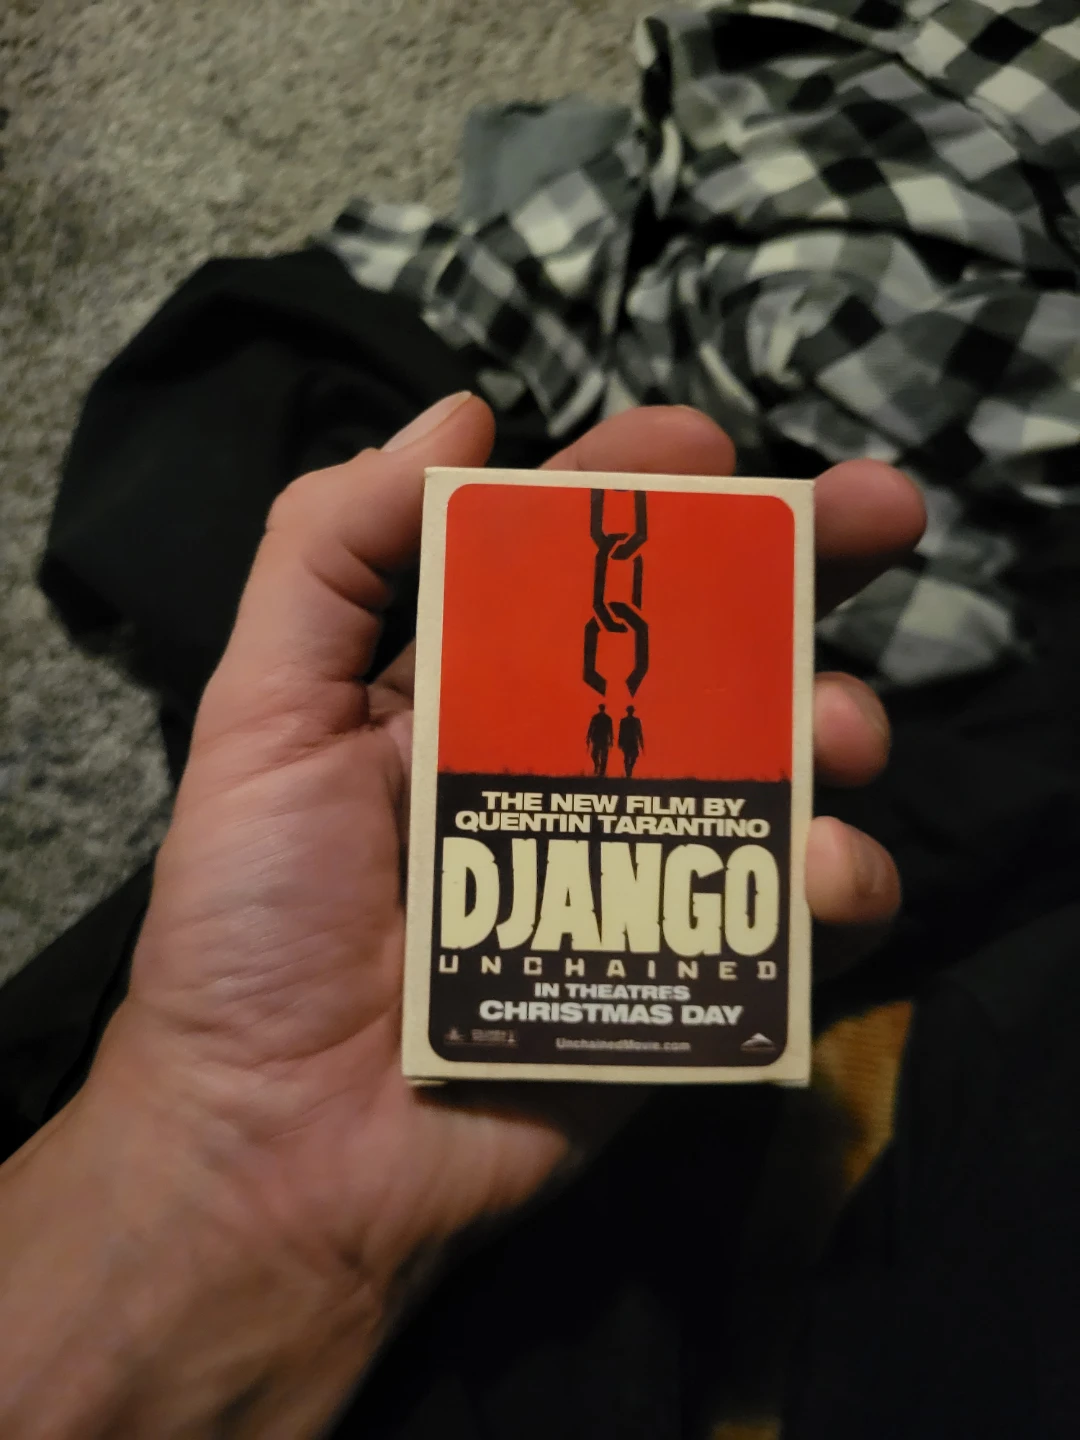 THE NEW FILM BY
QUENTIN TARANTINO
DJANGO
UNCHAINED
IN THEATRES
CHRISTMAS DAY
UnchainedMovie.com